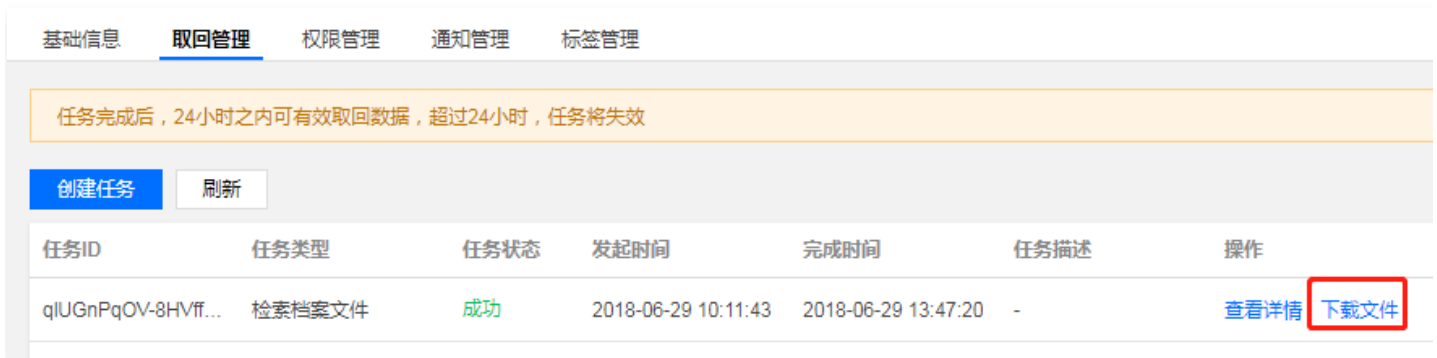 基础信息 取回管理 权限管理 通知管理 标签管理
任务完成后，24小时之内可有效取回数据，超过24小时，任务将失效
创建任务 刷新
任务ID 任务类型 任务状态 发起时间 完成时间 任务描述 操作
qIUGnPqOV-8HVff... 检索档案文件 成功 2018-06-29 10:11:43 2018-06-29 13:47:20 - 查看详情 下载文件